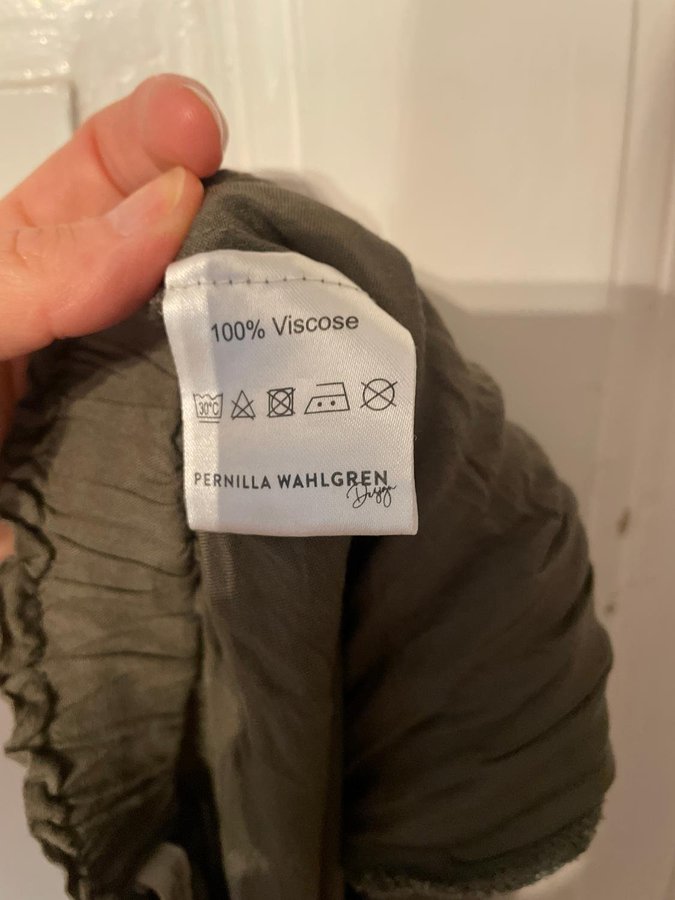 100% Viscose
30°C
PERNILLA WAHLGREN
Design